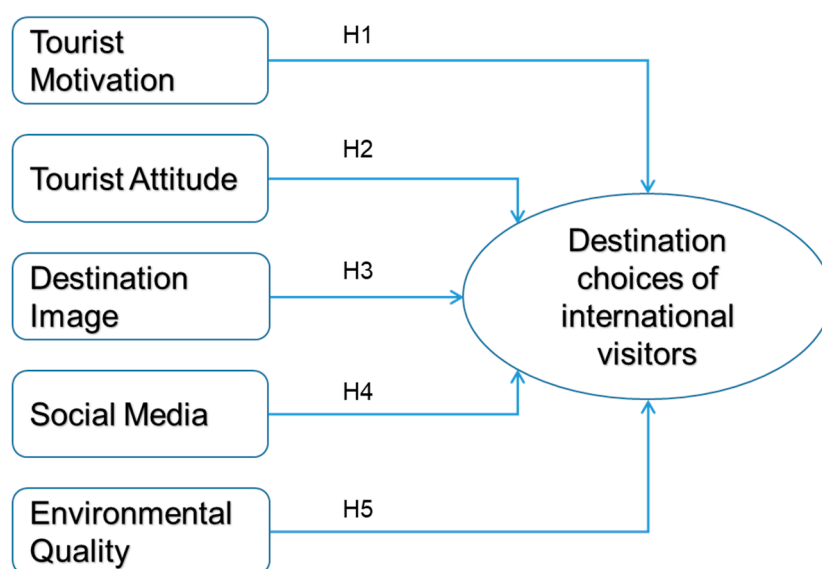 Tourist
Motivation
H1
Tourist Attitude
H2
Destination
Image
H3
Social Media
H4
Environmental
Quality
H5
Destination
choices of
international
visitors